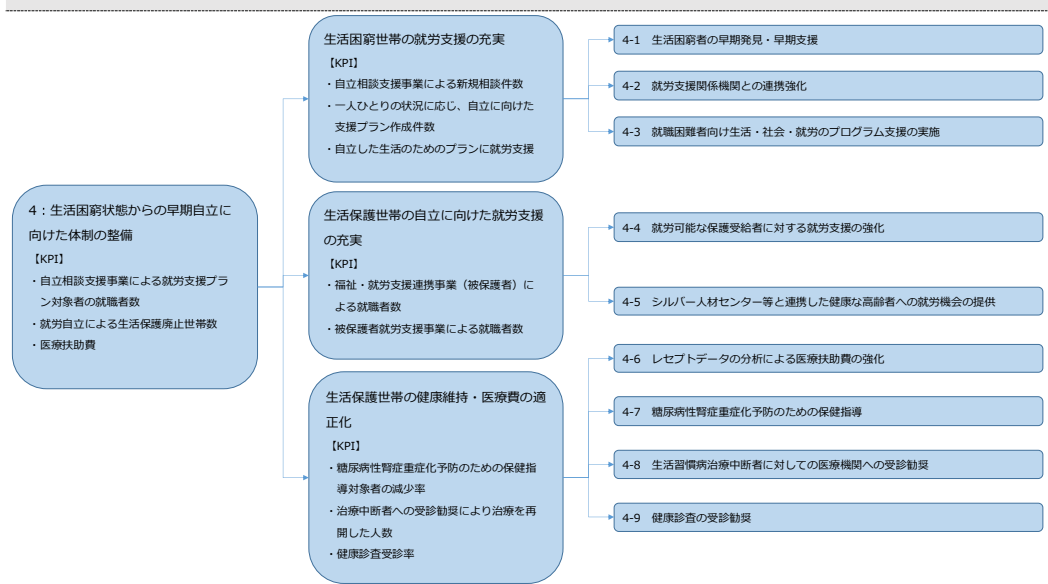 4：生活困窮状態からの早期自立に
向けた体制の整備
【KPI】
・自立相談支援事業による就労支援プラ
ン対象者の就職者数
・就労自立による生活保護廃止世帯数
・医療扶助費
生活困窮世帯の就労支援の充実
【KPI】
・自立相談支援事業による新規相談件数
・一人ひとりの状況に応じ、自立に向けた
支援プラン作成件数
・自立した生活のためのプランに就労支援
4-1　生活困窮者の早期発見・早期支援
4-2　就労支援関係機関との連携強化
4-3　就職困難者向け生活・社会・就労のプログラム支援の実施
生活保護世帯の自立に向けた就労支援
の充実
【KPI】
・福祉・就労支援連携事業（被保護者）に
よる就職者数
・被保護者就労支援事業による就職者数
4-4　就労可能な保護受給者に対する就労支援の強化
4-5　シルバー人材センター等と連携した健康な高齢者への就労機会の提供
生活保護世帯の健康維持・医療費の適
正化
【KPI】
・糖尿病性腎症重症化予防のための保健指
導対象者の減少率
・治療中断者への受診勧奨により治療を再
開した人数
・健康診査受診率
4-6　レセプトデータの分析による医療扶助費の強化
4-7　糖尿病性腎症重症化予防のための保健指導
4-8　生活習慣病治療中断者に対しての医療機関への受診勧奨
4-9　健康診査の受診勧奨